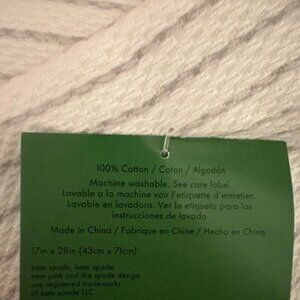 100% Cotton / Coton / Algodón
Machine washable. See care label.
Lavable a la machine voir l'etiquette d'entretien.
Lavable en lavadora. Ver la etiqueta para las
instrucciones de lavado
Made in China / Fabrique en Chine / Hecho en China
17in x 28in (43cm x 71cm)
kate spade, kate spade
new york and the spade design
are registered trademarks
of kate spade LLC.